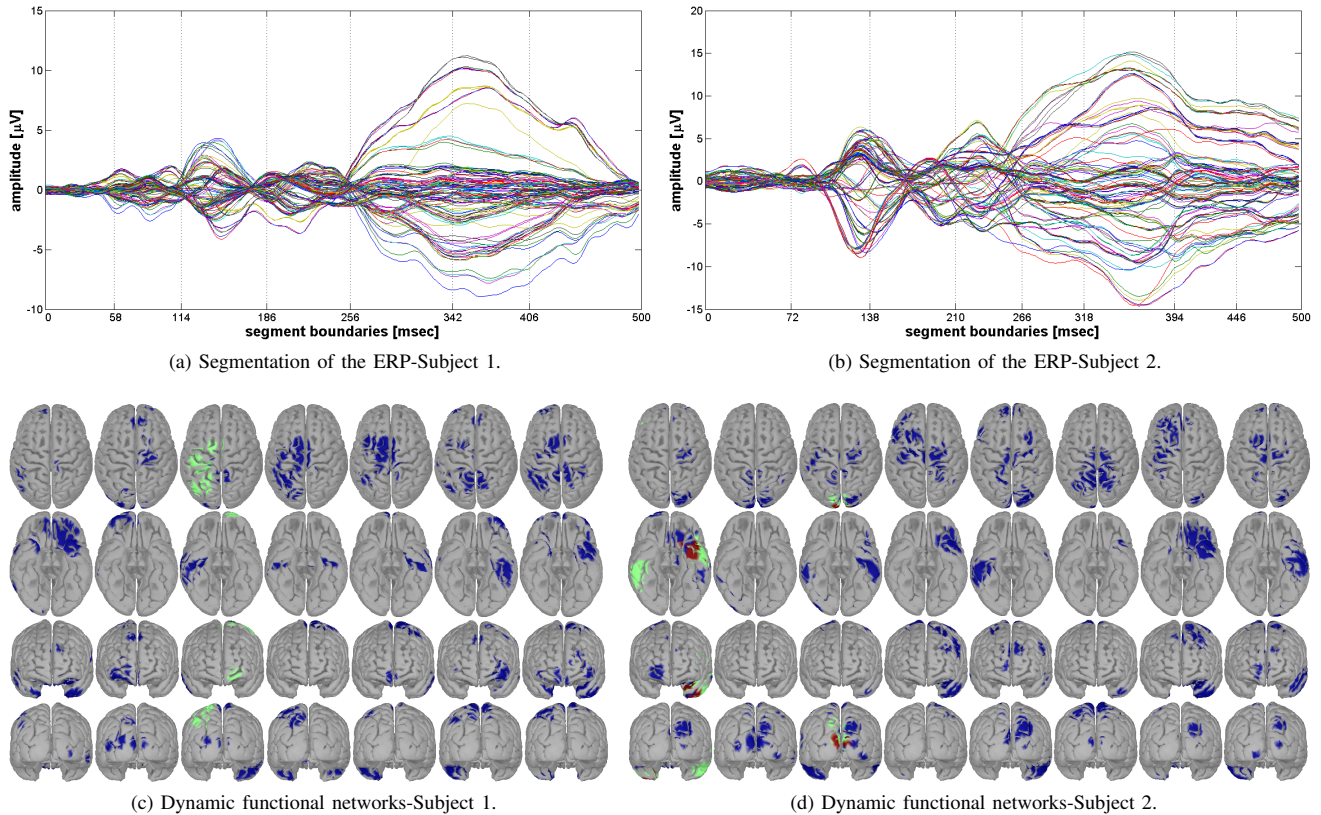 15
10
5
0
-5
-10
amplitude [μV]
0 58 114 186 256 342 406 500
segment boundaries [msec]
(a) Segmentation of the ERP-Subject 1.
20
15
10
5
0
-5
-10
-15
amplitude [μV]
0 72 138 210 266 318 394 446 500
segment boundaries [msec]
(b) Segmentation of the ERP-Subject 2.
(c) Dynamic functional networks-Subject 1.
(d) Dynamic functional networks-Subject 2.